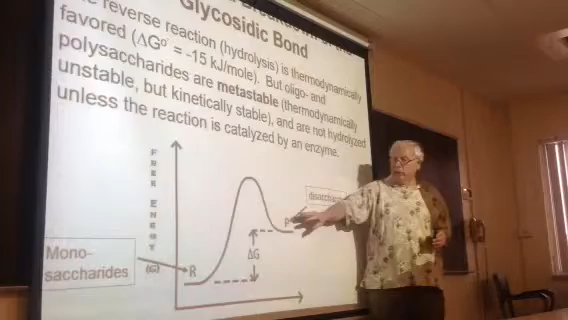 Glycosidic Bond
reverse reaction (hydrolysis) is thermodynamically
favored (ΔGº' = -15 kJ/mole). But oligo- and
polysaccharides are metastable (thermodynamically
unstable, but kinetically stable), and are not hydrolyzed
unless the reaction is catalyzed by an enzyme.
FREE ENERGY
(G)
Mono-
saccharides
R
ΔG
P